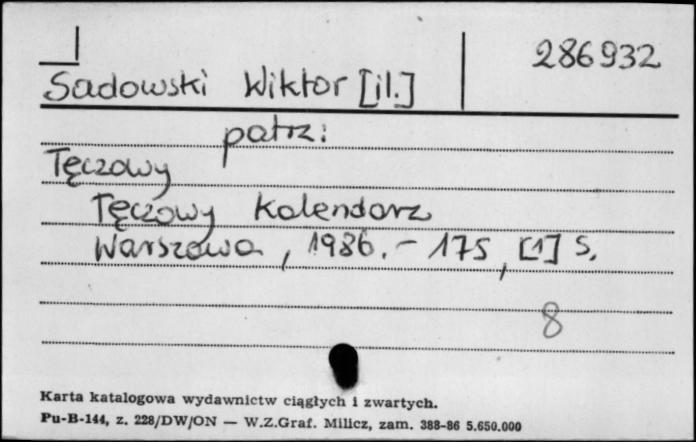 286932
Sadowski Wiktor [il.]
patrz:
Tęczowy
Tęczowy Kalendarz
Warszawa, 1986. - 175, [1] s.
8
Karta katalogowa wydawnictw ciągłych i zwartych.
Pu-B-144, z. 228/DW/ON — W.Z.Graf. Milicz, zam. 388-86 5.650.000